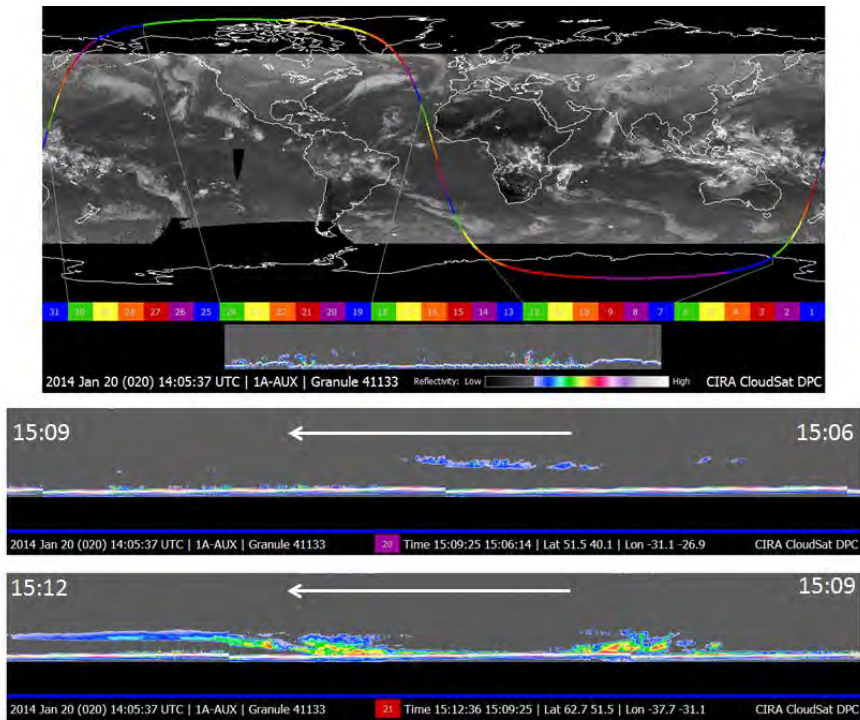 31 30 28 27 26 25 24 22 21 20 19 18 16 15 14 13 12 10 9 8 7 6 4 3 2 1
2014 Jan 20 (020) 14:05:37 UTC | 1A-AUX | Granule 41133 Reflectivity: Low High CIRA CloudSat DPC
15:09 15:06
2014 Jan 20 (020) 14:05:37 UTC | 1A-AUX | Granule 41133 20 Time 15:09:25 15:06:14 | Lat 51.5 40.1 | Lon -31.1 -26.9 CIRA CloudSat DPC
15:12 15:09
2014 Jan 20 (020) 14:05:37 UTC | 1A-AUX | Granule 41133 21 Time 15:12:36 15:09:25 | Lat 62.7 51.5 | Lon -37.7 -31.1 CIRA CloudSat DPC